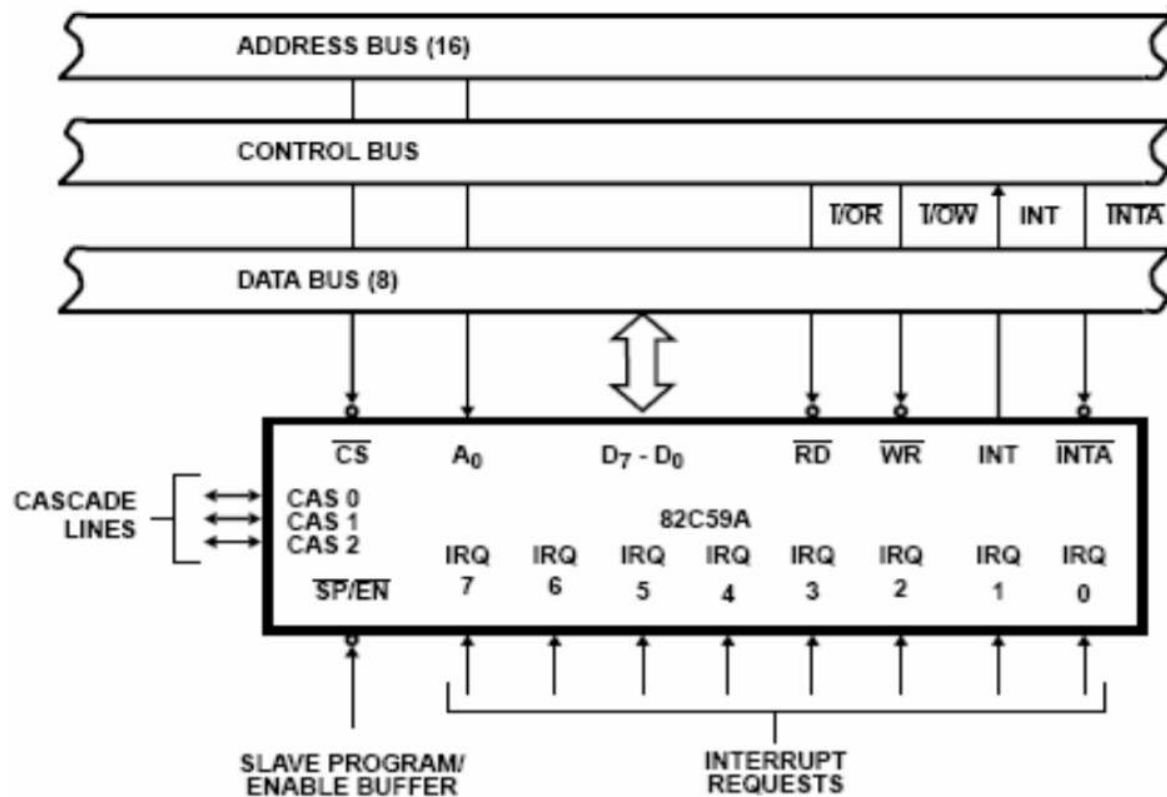 ADDRESS BUS (16)
CONTROL BUS
I/OR I/OW INT INTA
DATA BUS (8)
CS A0 D7 - D0 RD WR INT INTA
CASCADE
LINES
CAS 0
CAS 1
CAS 2
82C59A
IRQ IRQ IRQ IRQ IRQ IRQ IRQ IRQ
SP/EN 7 6 5 4 3 2 1 0
SLAVE PROGRAM/
ENABLE BUFFER
INTERRUPT
REQUESTS